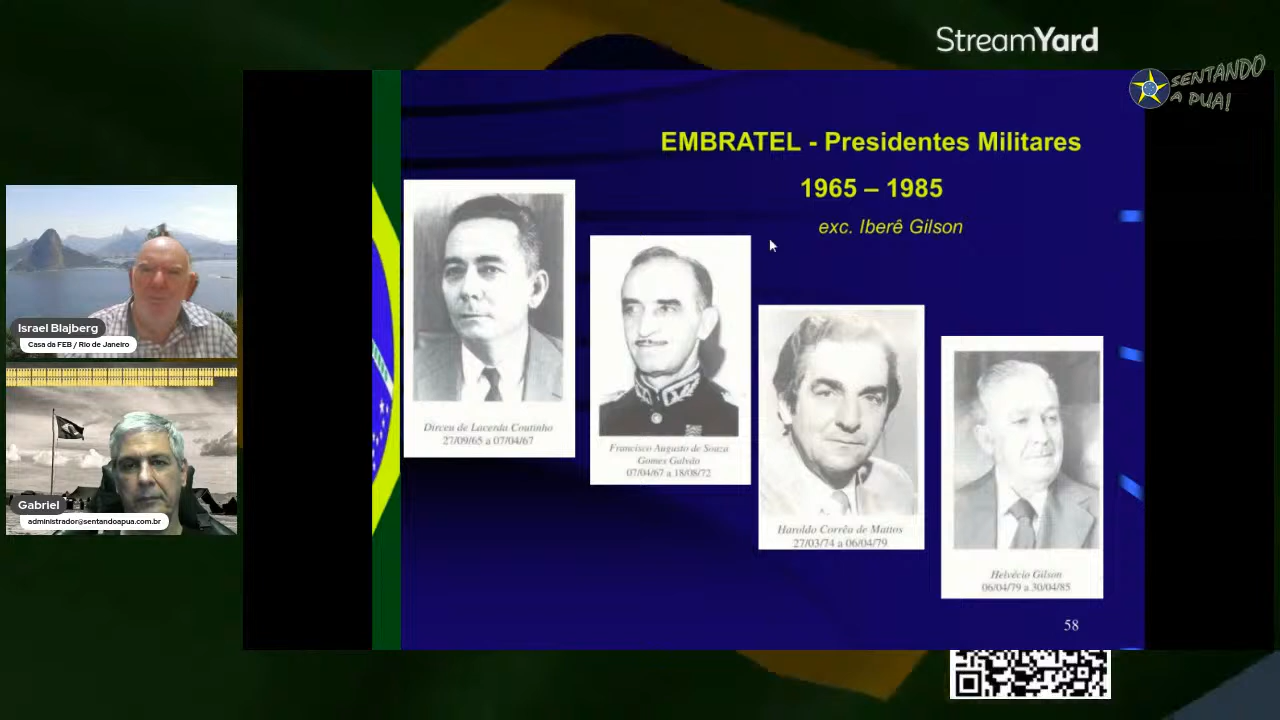 StreamYard
SENTANDO
A PUA!
EMBRATEL - Presidentes Militares
1965 – 1985
exc. Iberê Gilson
Dirceu de Lacerda Coutinho
27/09/65 a 07/04/67
Francisco Augusto de Souza
Gomes Galvão
07/04/67 a 18/08/72
Haroldo Corrêa de Mattos
27/03/74 a 06/04/79
Helvécio Gilson
06/04/79 a 30/04/85
58
Israel Blajberg
Casa da FEB / Rio de Janeiro
Gabriel
administrador@sentandoapua.com.br